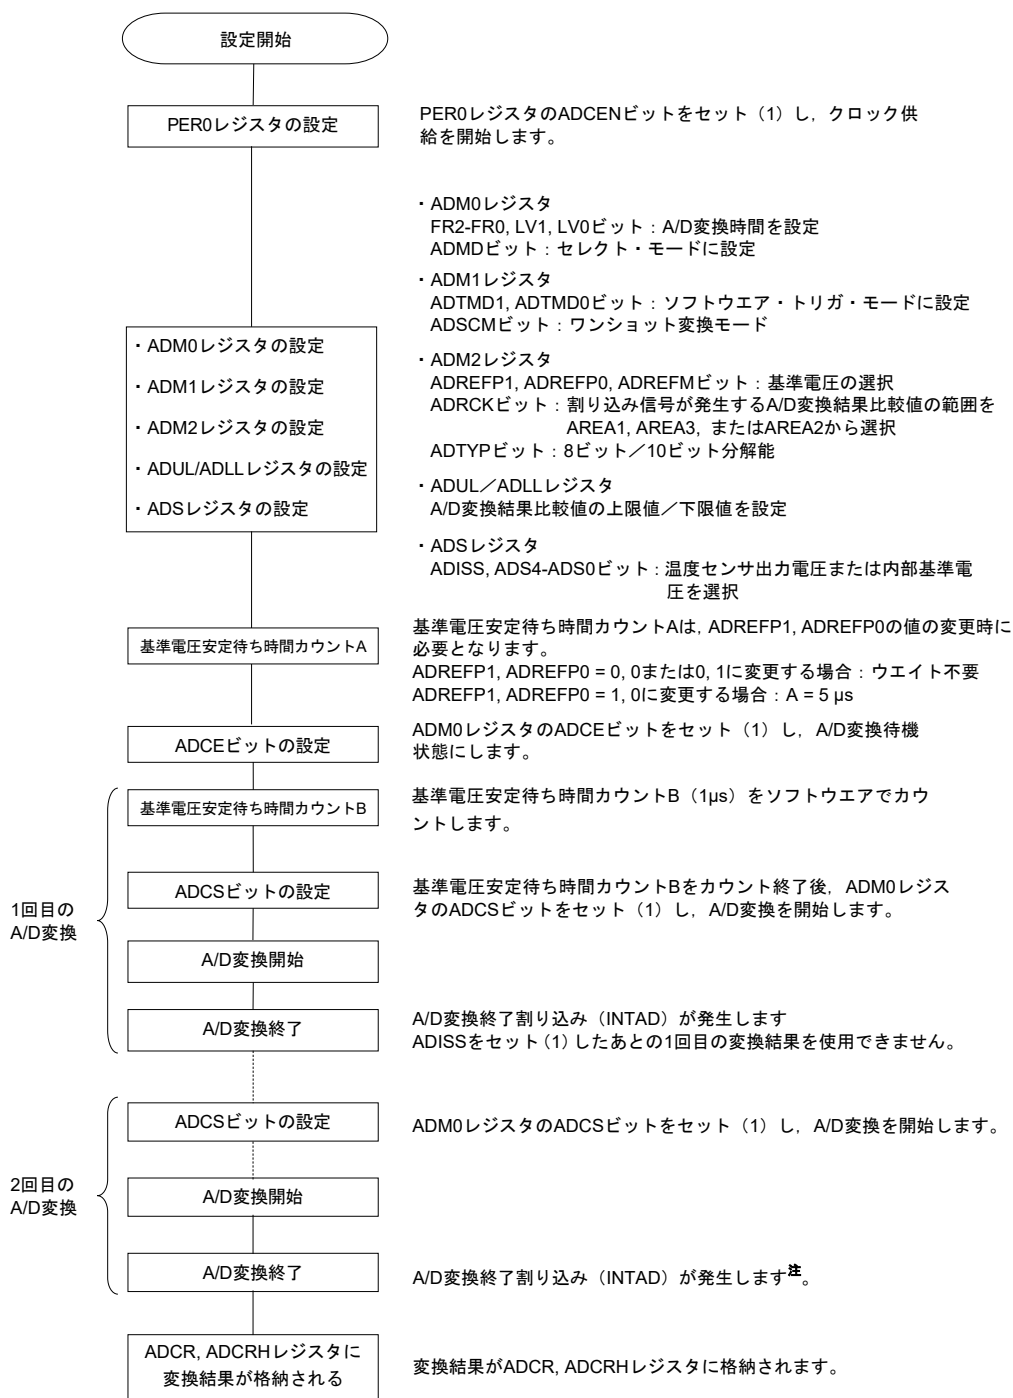 設定開始
PER0レジスタの設定
PER0レジスタのADCENビットをセット（1）し，クロック供
給を開始します。
・ADM0レジスタの設定
・ADM1レジスタの設定
・ADM2レジスタの設定
・ADUL/ADLLレジスタの設定
・ADSレジスタの設定
・ADM0レジスタ
FR2-FR0, LV1, LV0ビット：A/D変換時間を設定
ADMDビット：セレクト・モードに設定
・ADM1レジスタ
ADTMD1, ADTMD0ビット：ソフトウエア・トリガ・モードに設定
ADSCMビット：ワンショット変換モード
・ADM2レジスタ
ADREFP1, ADREFP0, ADREFMビット：基準電圧の選択
ADRCKビット：割り込み信号が発生するA/D変換結果比較値の範囲を
AREA1, AREA3, またはAREA2から選択
ADTYPビット：8ビット／10ビット分解能
・ADUL／ADLLレジスタ
A/D変換結果比較値の上限値／下限値を設定
・ADSレジスタ
ADISS, ADS4-ADS0ビット：温度センサ出力電圧または内部基準電
圧を選択
基準電圧安定待ち時間カウントA
基準電圧安定待ち時間カウントAは, ADREFP1, ADREFP0の値の変更時に
必要となります。
ADREFP1, ADREFP0 = 0, 0または0, 1に変更する場合：ウエイト不要
ADREFP1, ADREFP0 = 1, 0に変更する場合：A = 5 μs
ADCEビットの設定
ADM0レジスタのADCEビットをセット（1）し，A/D変換待機
状態にします。
1回目の
A/D変換
基準電圧安定待ち時間カウントB
基準電圧安定待ち時間カウントB（1μs）をソフトウエアでカウ
ントします。
ADCSビットの設定
基準電圧安定待ち時間カウントBをカウント終了後，ADM0レジス
タのADCSビットをセット（1）し，A/D変換を開始します。
A/D変換開始
A/D変換終了
A/D変換終了割り込み（INTAD）が発生します
ADISSをセット（1）したあとの1回目の変換結果を使用できません。
2回目の
A/D変換
ADCSビットの設定
ADM0レジスタのADCSビットをセット（1）し，A/D変換を開始します。
A/D変換開始
A/D変換終了
A/D変換終了割り込み（INTAD）が発生します注。
ADCR, ADCRHレジスタに
変換結果が格納される
変換結果がADCR, ADCRHレジスタに格納されます。